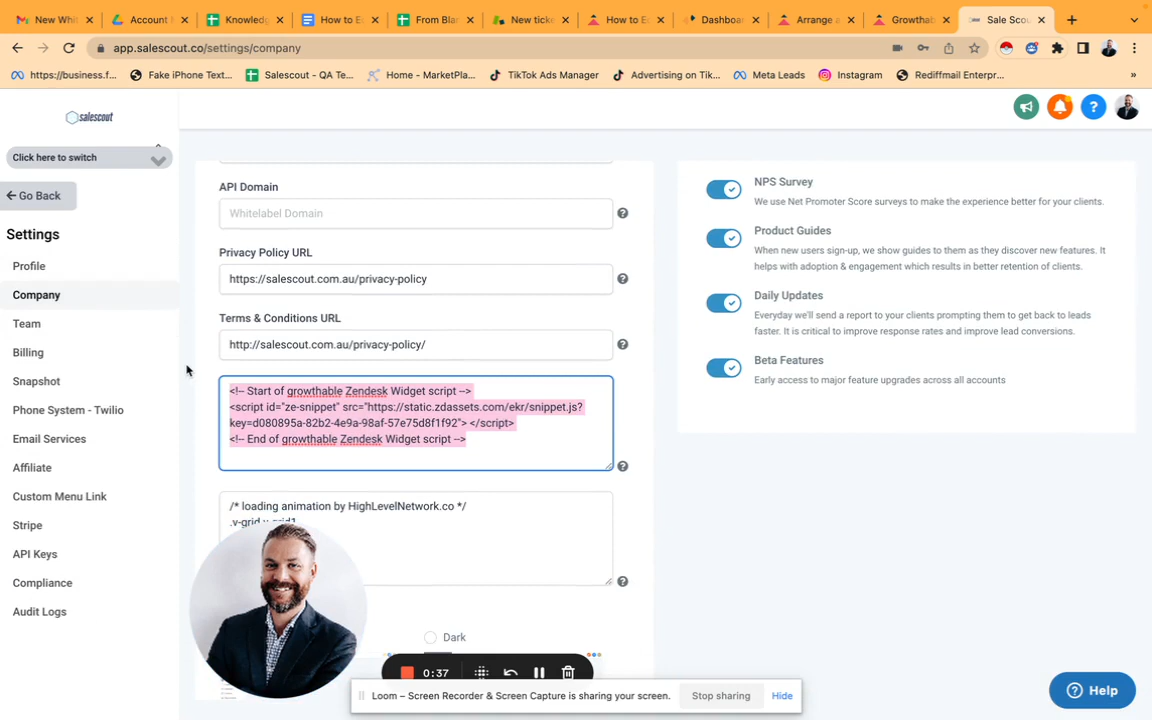 New Whit
Account
Knowledg
How to E
From Blar
New ticke
How to Ec
Dashboar
Arrange a
Growthab
Sale Scou
app.salescout.co/settings/company
https://business.f...
Fake iPhone Text...
Salescout - QA Te...
Home - MarketPla...
TikTok Ads Manager
Advertising on Tik...
Meta Leads
Instagram
Rediffmail Enterpr...
»
salescout
Click here to switch
Go Back
Settings
Profile
Company
Team
Billing
Snapshot
Phone System - Twilio
Email Services
Affiliate
Custom Menu Link
Stripe
API Keys
Compliance
Audit Logs
API Domain
Whitelabel Domain
Privacy Policy URL
https://salescout.com.au/privacy-policy
Terms & Conditions URL
http://salescout.com.au/privacy-policy/
<!-- Start of growthable Zendesk Widget script -->
<script id="ze-snippet" src="https://static.zdassets.com/ekr/snippet.js?
key=d080895a-82b2-4e9a-98af-57e75d8f1f92"> </script>
<!-- End of growthable Zendesk Widget script -->
/* loading animation by HighLevelNetwork.co */
.v-grid.v-grid1
Dark
NPS Survey
We use Net Promoter Score surveys to make the experience better for your clients.
Product Guides
When new users sign-up, we show guides to them as they discover new features. It
helps with adoption & engagement which results in better retention of clients.
Daily Updates
Everyday we'll send a report to your clients prompting them to get back to leads
faster. It is critical to improve response rates and improve lead conversions.
Beta Features
Early access to major feature upgrades across all accounts
0:37
Loom – Screen Recorder & Screen Capture is sharing your screen.
Stop sharing
Hide
Help